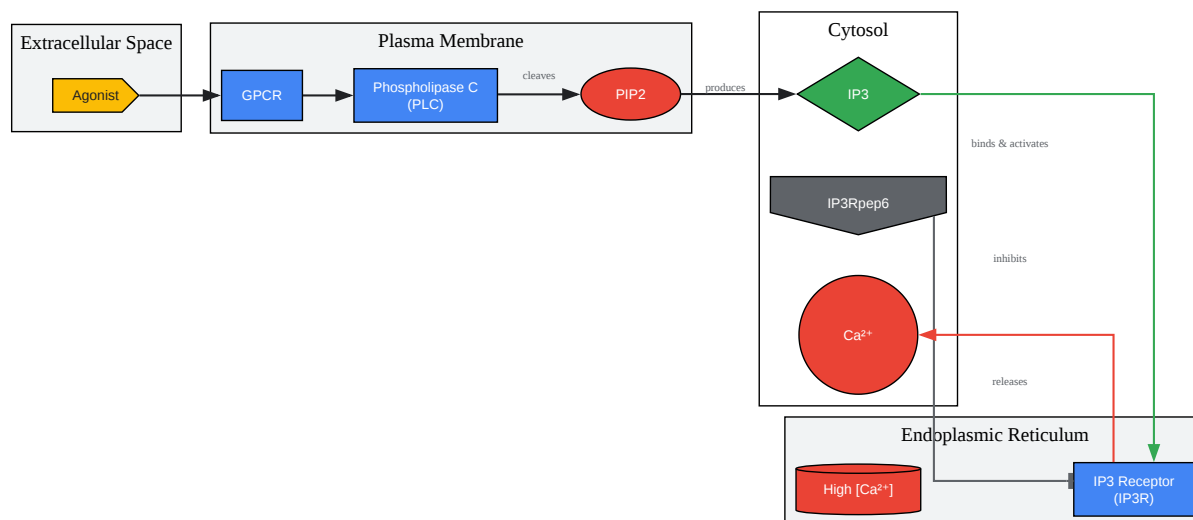 Extracellular Space
Plasma Membrane
Cytosol
Agonist
GPCR
Phospholipase C
(PLC)
cleaves
PIP2
produces
IP3
binds & activates
IP3Rpep6
inhibits
Ca²⁺
releases
Endoplasmic Reticulum
High [Ca²⁺]
IP3 Receptor
(IP3R)